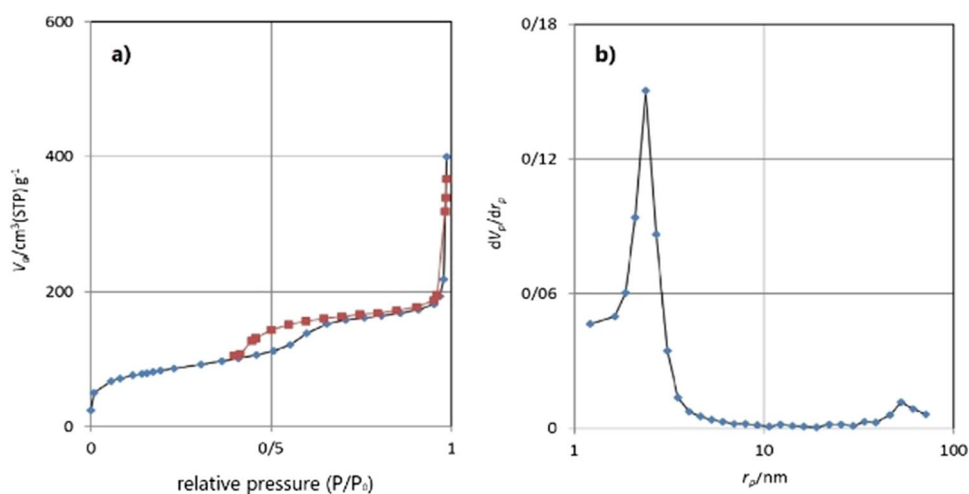 a)
600
400
200
0
0
0/5
1
Vₐ/cm³(STP) g⁻¹
relative pressure (P/P₀)
b)
0/18
0/12
0/06
0
1
10
100
dVₚ/drₚ
rₚ/nm